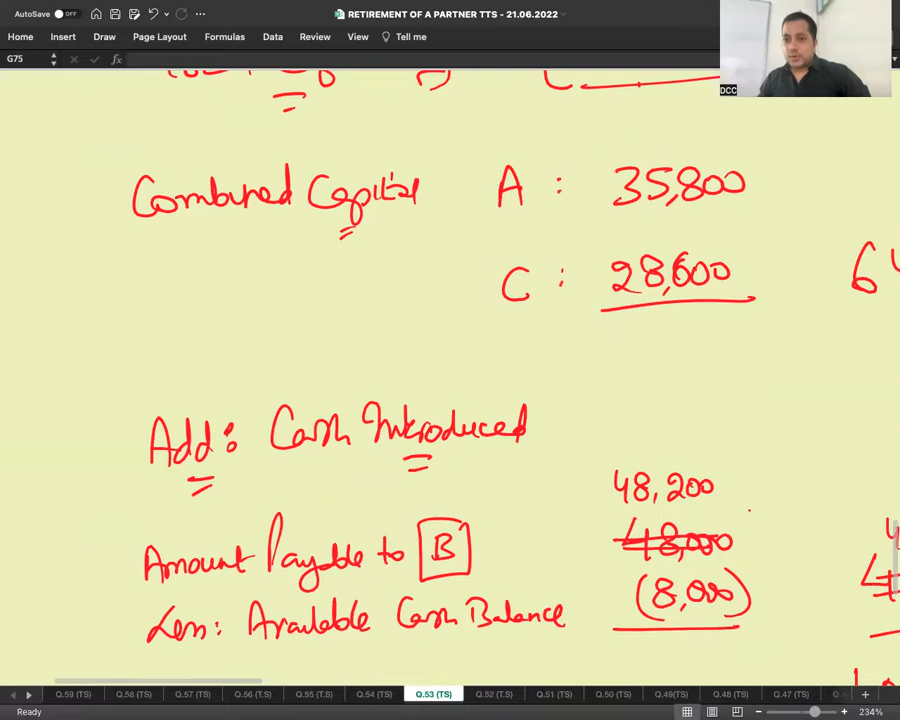 AutoSave OFF
RETIREMENT OF A PARTNER TTS - 21.06.2022
Home Insert Draw Page Layout Formulas Data Review View Tell me
G75 fx
DCC
Combined Capital A : 35,800
C : 28,600
Add: Cash Introduced
48,200
Amount Payable to B 48,000
Less: Available Cash Balance (8,000)
Q.59 (TS) Q.58 (TS) Q.57 (TS) Q.56 (T.S) Q.55 (T.S) Q.54 (TS) Q.53 (TS) Q.52 (T.S) Q.51 (TS) Q.50 (TS) Q.49(TS) Q.48 (TS) Q.47 (TS)
Ready 234%